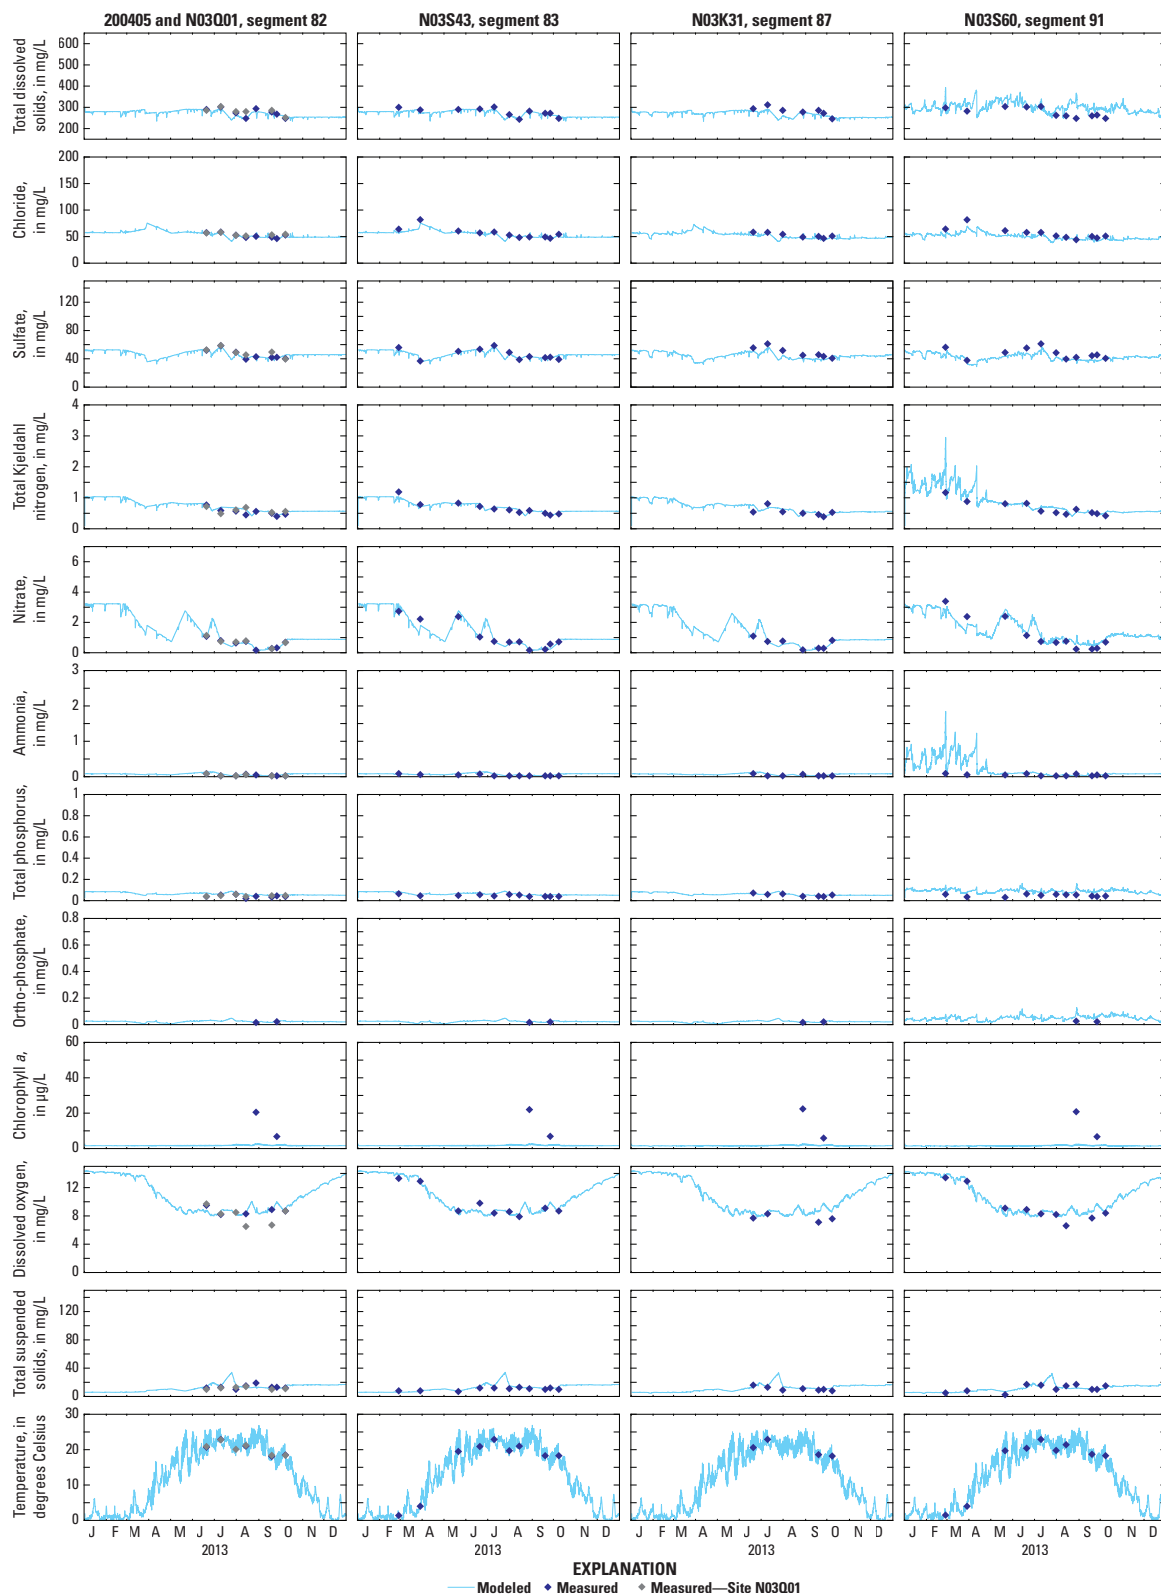 200405 and N03Q01, segment 82 N03S43, segment 83 N03K31, segment 87 N03S60, segment 91
Total dissolved
solids, in mg/L
600
500
400
300
200
Chloride,
in mg/L
200
150
100
50
0
Sulfate,
in mg/L
120
80
40
0
Total Kjeldahl
nitrogen, in mg/L
4
3
2
1
0
Nitrate,
in mg/L
6
4
2
0
Ammonia,
in mg/L
3
2
1
0
Total phosphorus,
in mg/L
1
0.8
0.6
0.4
0.2
0
Ortho-phosphate,
in mg/L
0.8
0.6
0.4
0.2
0
Chlorophyll a,
in µg/L
60
40
20
0
Dissolved oxygen,
in mg/L
12
8
4
0
Total suspended
solids, in mg/L
120
80
40
0
Temperature, in
degrees Celsius
30
20
10
0
J F M A M J J A S O N D J F M A M J J A S O N D J F M A M J J A S O N D J F M A M J J A S O N D
2013 2013 2013 2013
EXPLANATION
Modeled Measured Measured—Site N03Q01